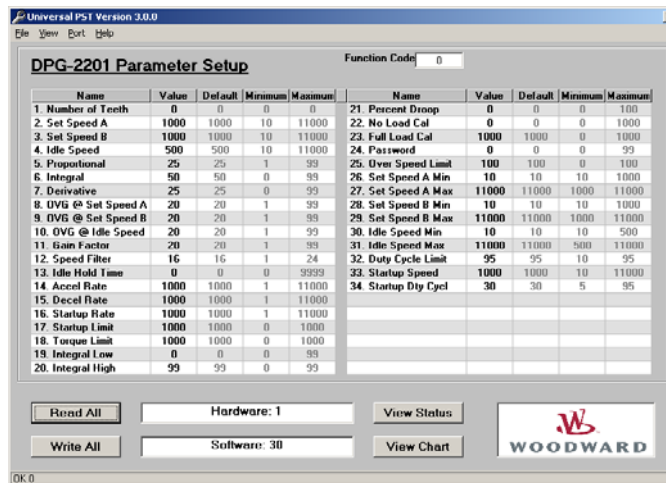 Universal PST Version 3.0.0
File View Port Help
DPG-2201 Parameter Setup
Function Code 0
Name Value Default Minimum Maximum
1. Number of Teeth 0 0 0 0
2. Set Speed A 1000 1000 10 11000
3. Set Speed B 1000 1000 10 11000
4. Idle Speed 500 500 10 11000
5. Proportional 25 25 1 99
6. Integral 50 50 0 99
7. Derivative 25 25 0 99
8. OVG @ Set Speed A 20 20 1 99
9. OVG @ Set Speed B 20 20 1 99
10. OVG @ Idle Speed 20 20 1 99
11. Gain Factor 20 20 1 99
12. Speed Filter 16 16 1 24
13. Idle Hold Time 0 0 0 9999
14. Accel Rate 1000 1000 1 11000
15. Decel Rate 1000 1000 1 11000
16. Startup Rate 1000 1000 1 11000
17. Startup Limit 1000 1000 0 1000
18. Torque Limit 1000 1000 0 1000
19. Integral Low 0 0 0 99
20. Integral High 99 99 0 99
Name Value Default Minimum Maximum
21. Percent Droop 0 0 0 100
22. No Load Cal 0 0 0 1000
23. Full Load Cal 1000 1000 0 1000
24. Password 0 0 0 99
25. Over Speed Limit 100 100 0 100
26. Set Speed A Min 10 10 10 1000
27. Set Speed A Max 11000 11000 1000 11000
28. Set Speed B Min 10 10 10 1000
29. Set Speed B Max 11000 11000 1000 11000
30. Idle Speed Min 10 10 10 500
31. Idle Speed Max 11000 11000 500 11000
32. Duty Cycle Limit 95 95 10 95
33. Startup Speed 1000 1000 10 11000
34. Startup Dty Cycl 30 30 5 95
Read All Hardware: 1 View Status
Write All Software: 30 View Chart
WOODWARD
OK 0